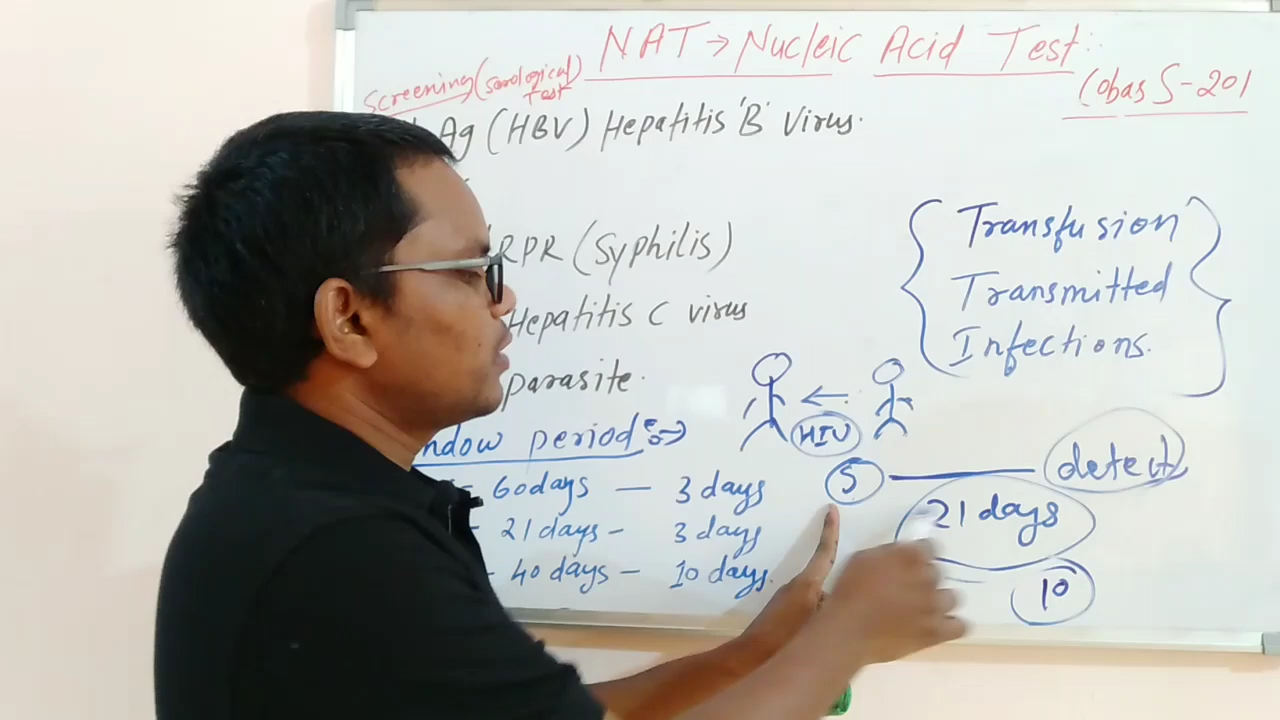 NAT → Nucleic Acid Test:
Screening (Serological)
Test
Cobas S-201
Ag (HBV) Hepatitis 'B' Virus.
RPR (Syphilis)
Hepatitis C virus
parasite.
Transfusion
Transmitted
Infections.
ndow period :→
HIV
60days — 3 days
21 days - 3 days
40 days - 10 days.
5 — detect
21 days
10